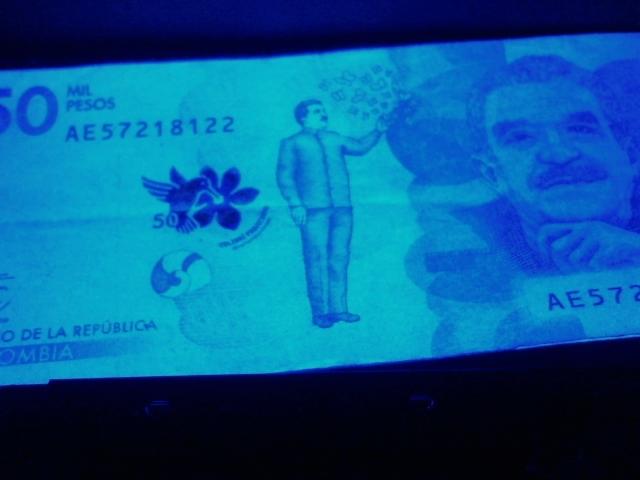 50 MIL
PESOS
AE57218122
50
O DE LA REPÚBLICA
OMBIA
AE572